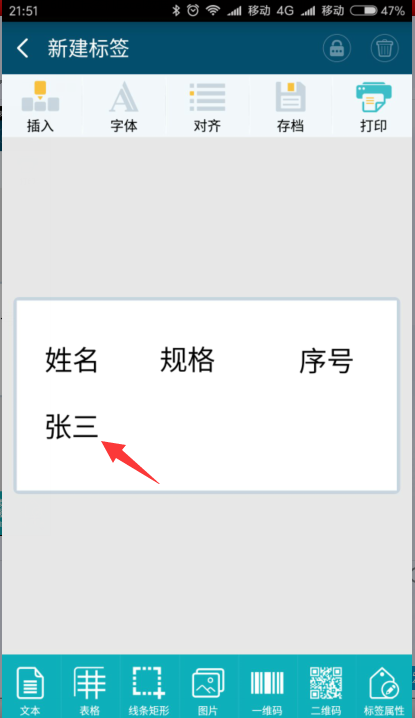 21:51 移动 4G 移动 47%
新建标签
插入 字体 对齐 存档 打印
姓名 规格 序号
张三
文本 表格 线条矩形 图片 一维码 二维码 标签属性